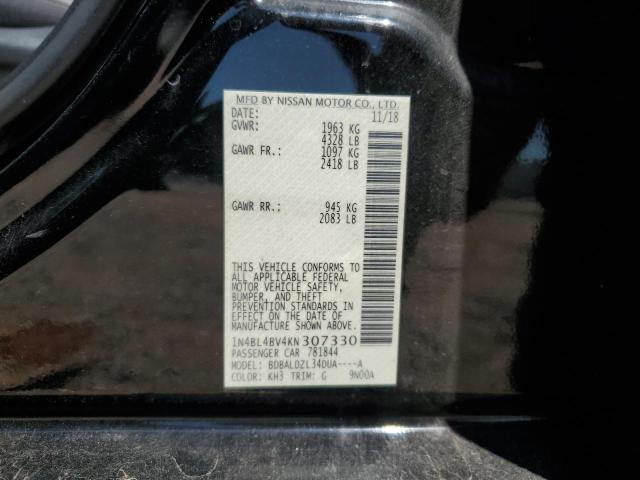 MFD BY NISSAN MOTOR CO., LTD.
DATE: 11/18
GVWR: 1963 KG
4328 LB
GAWR FR.: 1097 KG
2418 LB
GAWR RR.: 945 KG
2083 LB
THIS VEHICLE CONFORMS TO
ALL APPLICABLE FEDERAL
MOTOR VEHICLE SAFETY,
BUMPER, AND THEFT
PREVENTION STANDARDS IN
EFFECT ON THE DATE OF
MANUFACTURE SHOWN ABOVE.
1N4BL4BV4KN307330
PASSENGER CAR 781844
MODEL: BDBALDZL34DUA----A
COLOR: KH3 TRIM: G 9N00A